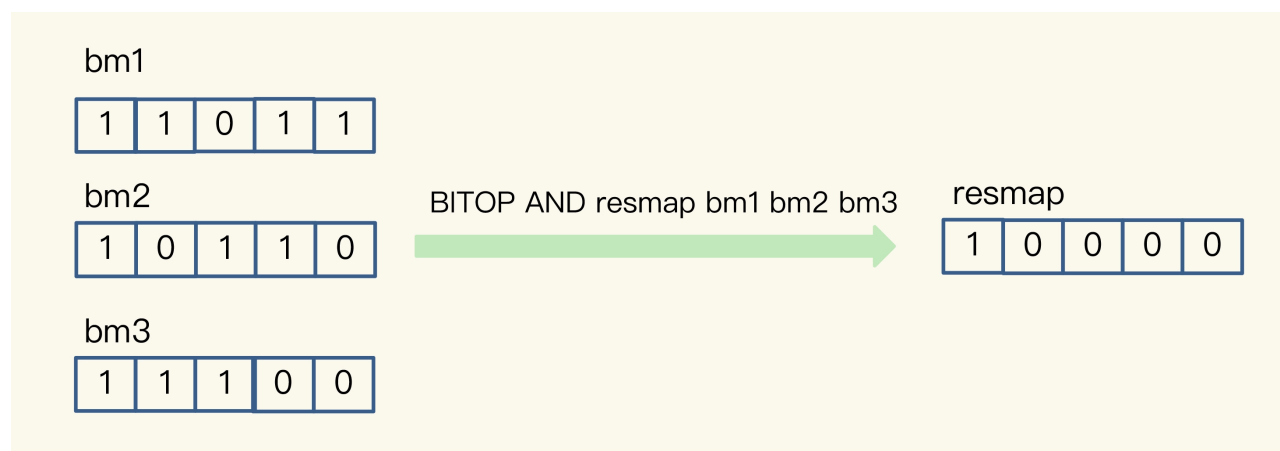 bm1
1 1 0 1 1
bm2
1 0 1 1 0
bm3
1 1 1 0 0
BITOP AND resmap bm1 bm2 bm3
resmap
1 0 0 0 0